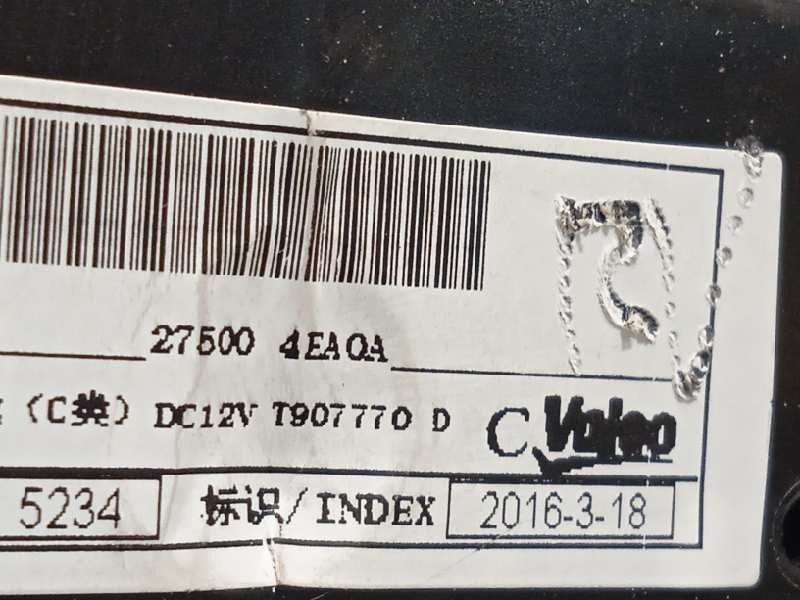 27500 4EA0A
(C类) DC12V T907770 D C Valeo
5234 标识/INDEX 2016-3-18